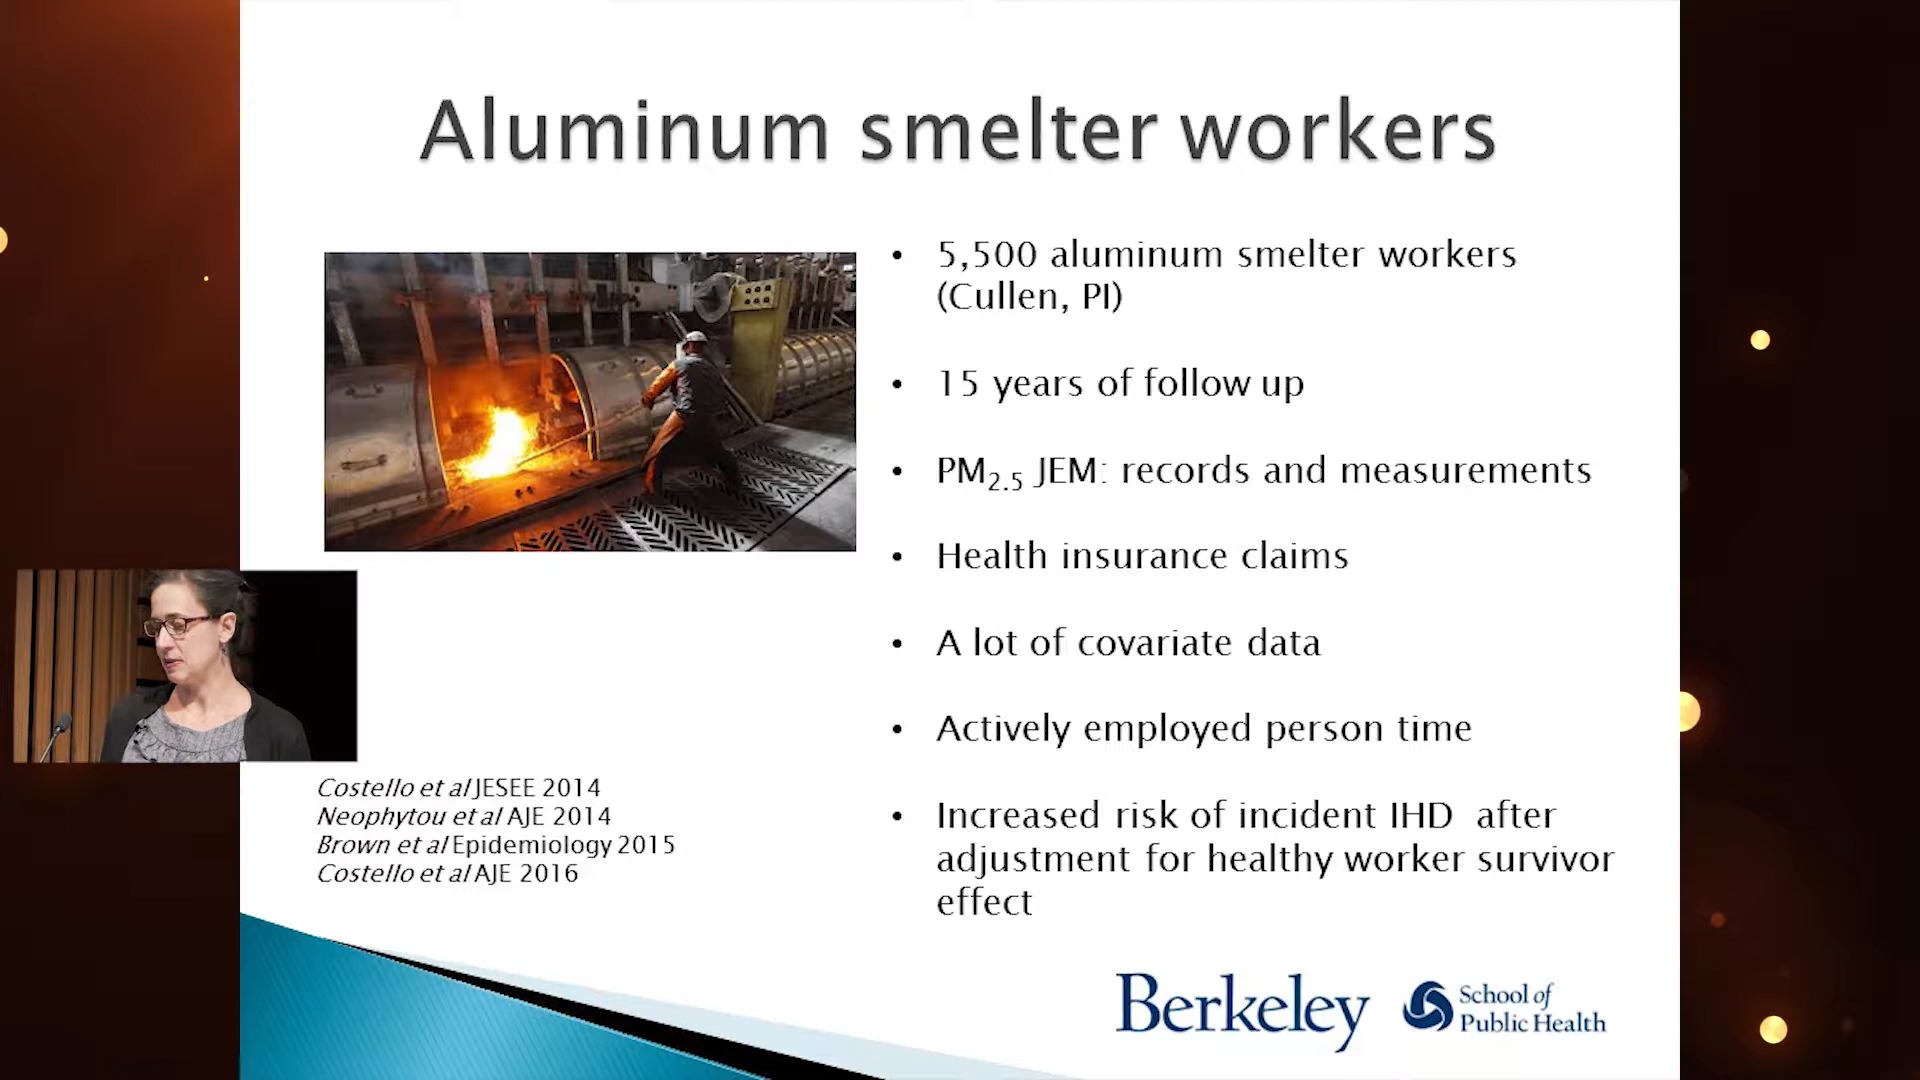 Aluminum smelter workers
• 5,500 aluminum smelter workers
(Cullen, PI)
• 15 years of follow up
• PM2.5 JEM: records and measurements
• Health insurance claims
• A lot of covariate data
• Actively employed person time
• Increased risk of incident IHD after
adjustment for healthy worker survivor
effect
Costello et al JESEE 2014
Neophytou et al AJE 2014
Brown et al Epidemiology 2015
Costello et al AJE 2016
Berkeley
School of
Public Health